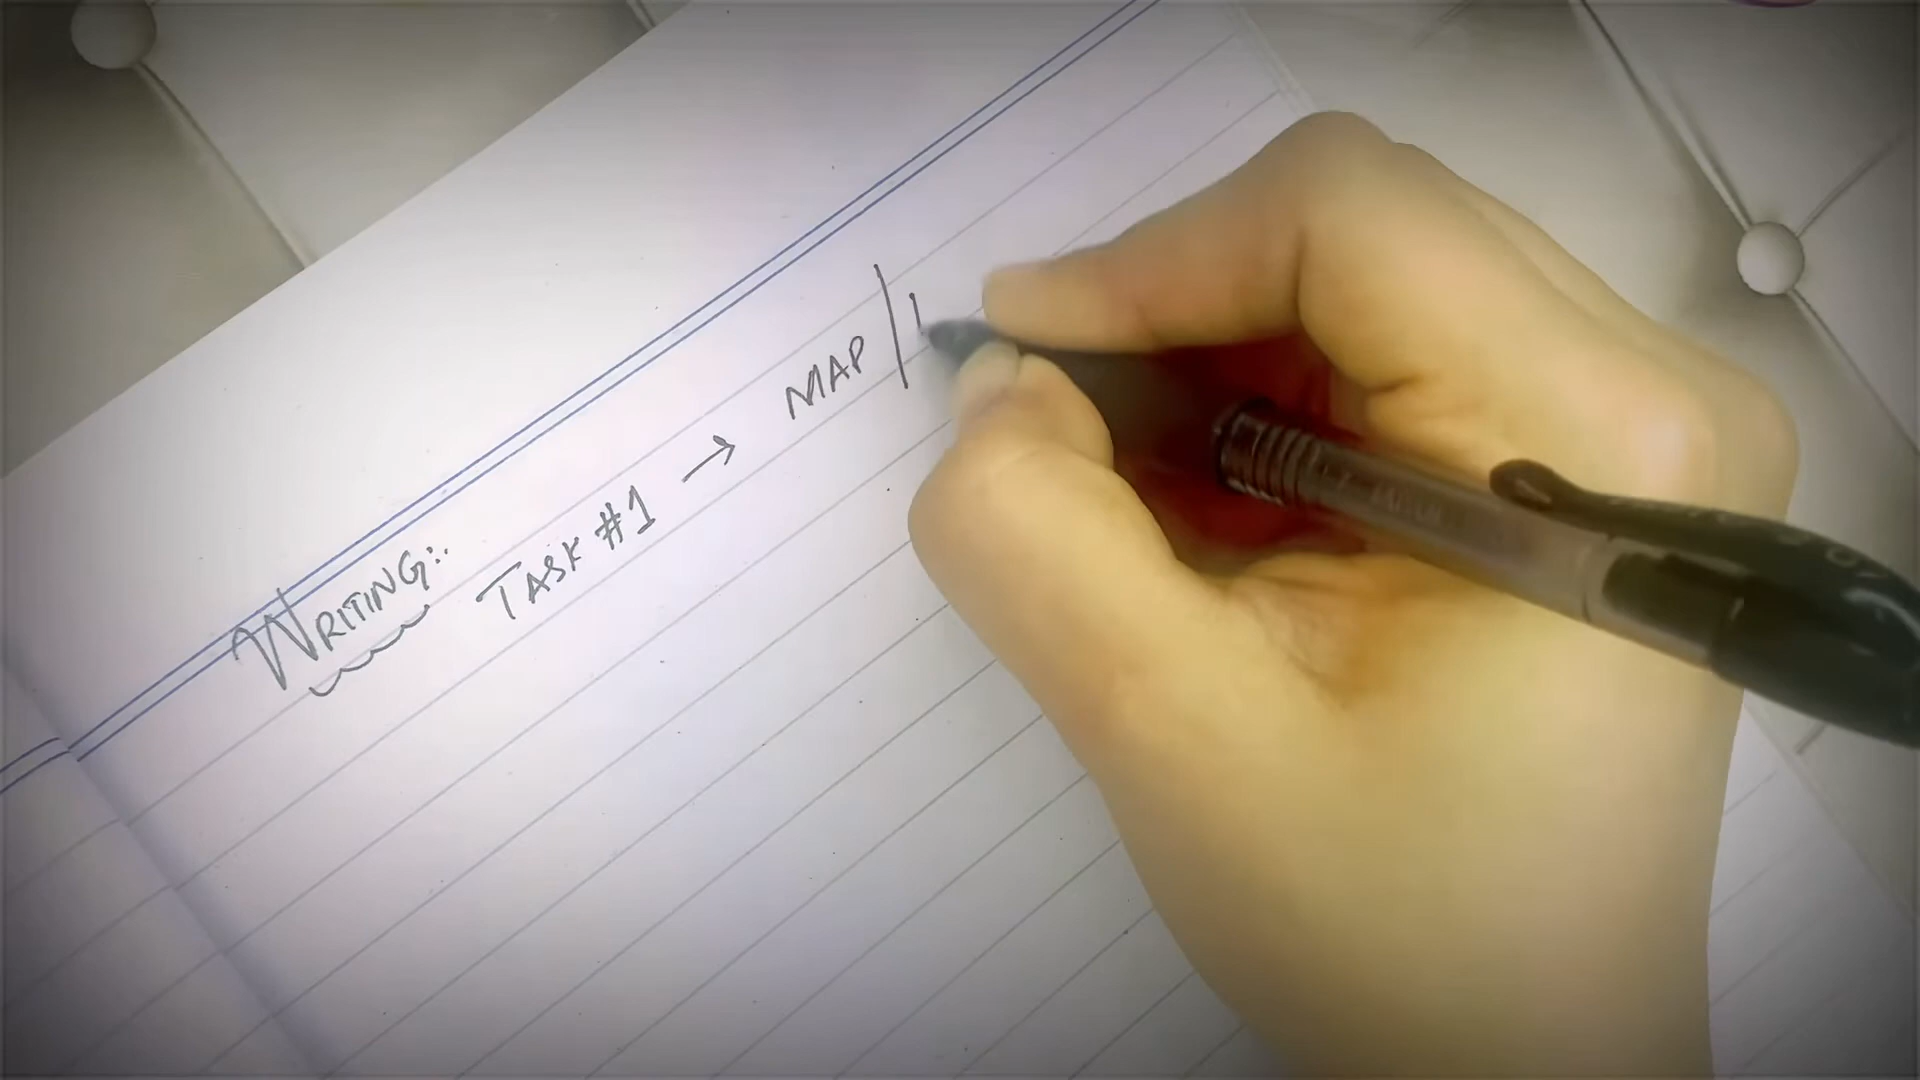 WRITING:
TASK #1 → MAP /